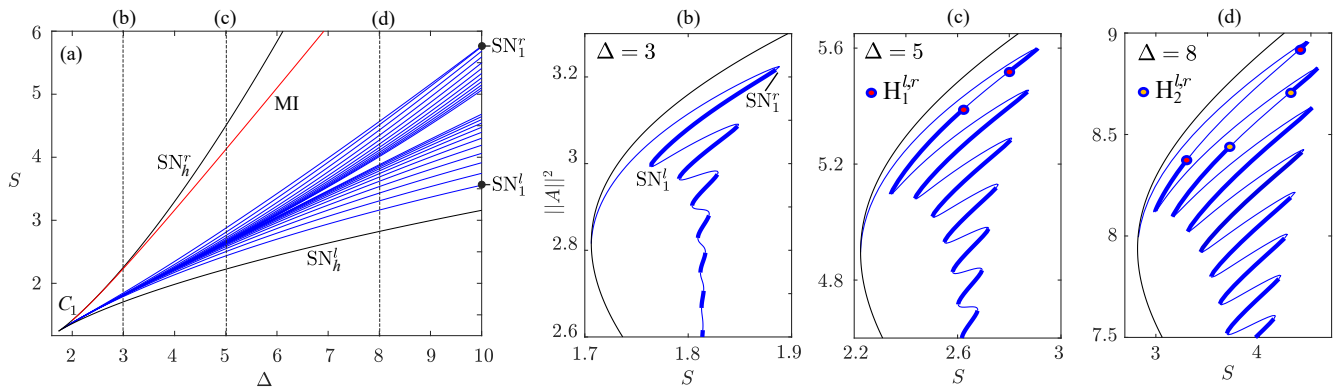 (b) (c) (d)
(a)
6
5
4
3
2
S
2 3 4 5 6 7 8 9 10
Δ
C₁
SNₕʳ
MI
SNₕˡ
SN₁ʳ
SN₁ˡ
(b)
Δ = 3
3.2
3.0
2.8
2.6
||A||²
1.7 1.8 1.9
S
SN₁ʳ
SN₁ˡ
(c)
Δ = 5
H₁ˡ,ʳ
5.6
5.2
4.8
2.2 2.6 3
S
(d)
Δ = 8
H₂ˡ,ʳ
9
8.5
8
7.5
3 4
S